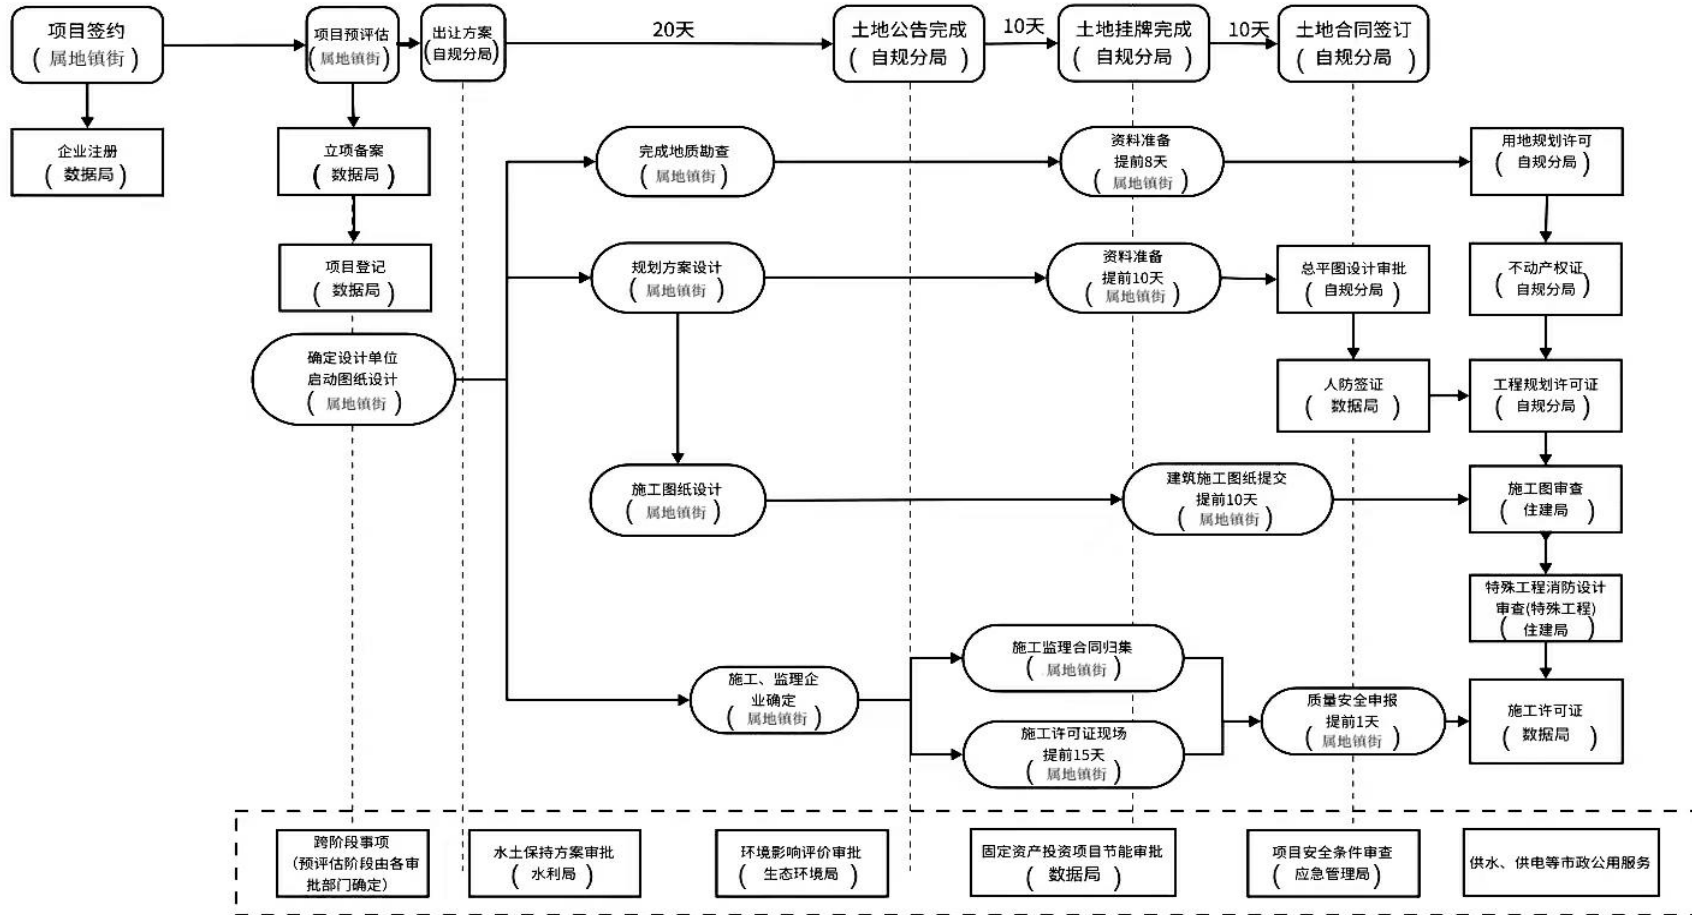 项目签约
(属地镇街)
项目预评估
(属地镇街)
出让方案
(自规分局)
20天
土地公告完成
(自规分局)
10天
土地挂牌完成
(自规分局)
10天
土地合同签订
(自规分局)
企业注册
(数据局)
立项备案
(数据局)
完成地质勘查
(属地镇街)
资料准备
提前8天
(属地镇街)
用地规划许可
(自规分局)
项目登记
(数据局)
规划方案设计
(属地镇街)
资料准备
提前10天
(属地镇街)
总平图设计审批
(自规分局)
不动产权证
(自规分局)
确定设计单位
启动图纸设计
(属地镇街)
人防签证
(数据局)
工程规划许可证
(自规分局)
施工图纸设计
(属地镇街)
建筑施工图纸提交
提前10天
(属地镇街)
施工图审查
(住建局)
特殊工程消防设计
审查(特殊工程)
(住建局)
施工、监理企
业确定
(属地镇街)
施工监理合同归集
(属地镇街)
施工许可证现场
提前15天
(属地镇街)
质量安全申报
提前1天
(属地镇街)
施工许可证
(数据局)
跨阶段事项
(预评估阶段由各审
批部门确定)
水土保持方案审批
(水利局)
环境影响评价审批
(生态环境局)
固定资产投资项目节能审批
(数据局)
项目安全条件审查
(应急管理局)
供水、供电等市政公用服务